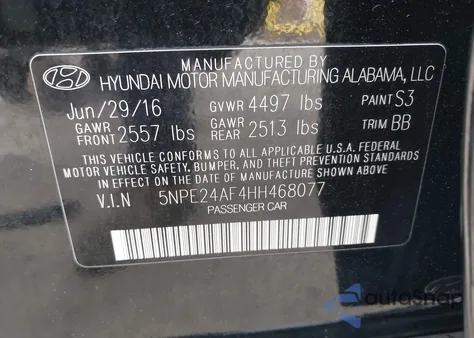 MANUFACTURED BY
HYUNDAI MOTOR MANUFACTURING ALABAMA, LLC
Jun/29/16 GVWR 4497 lbs PAINT S3
GAWR FRONT 2557 lbs GAWR REAR 2513 lbs TRIM BB
THIS VEHICLE CONFORMS TO ALL APPLICABLE U.S.A. FEDERAL
MOTOR VEHICLE SAFETY, BUMPER, AND THEFT PREVENTION STANDARDS
IN EFFECT ON THE DATE OF MANUFACTURE SHOWN ABOVE
V.I.N 5NPE24AF4HH468077
PASSENGER CAR
autoSnap